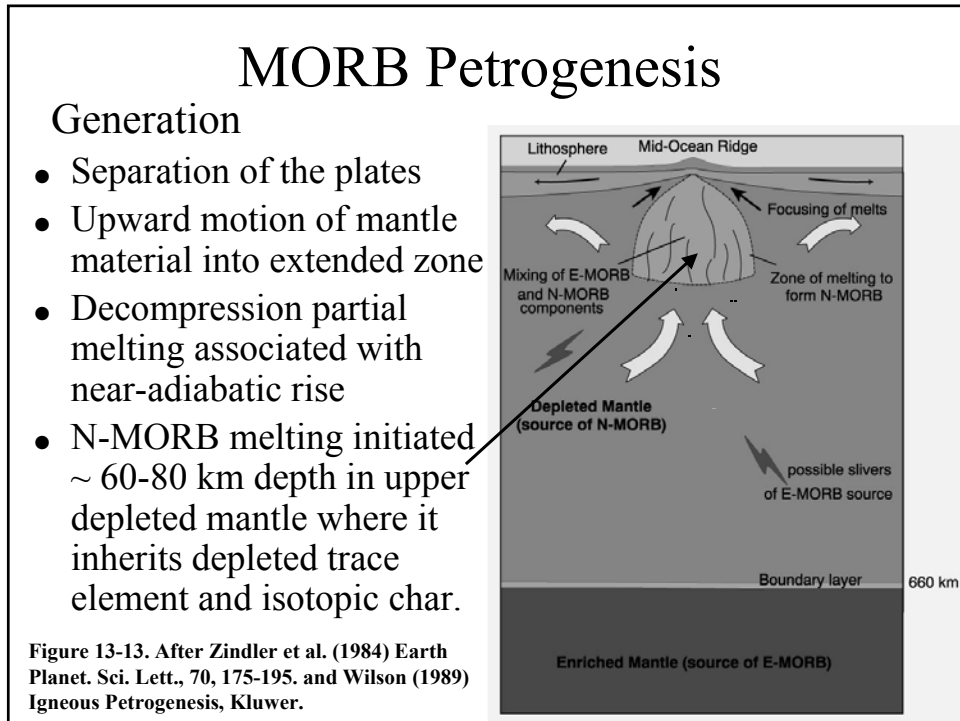 MORB Petrogenesis
Generation
● Separation of the plates
● Upward motion of mantle
material into extended zone
● Decompression partial
melting associated with
near-adiabatic rise
● N-MORB melting initiated
~ 60-80 km depth in upper
depleted mantle where it
inherits depleted trace
element and isotopic char.
Figure 13-13. After Zindler et al. (1984) Earth
Planet. Sci. Lett., 70, 175-195. and Wilson (1989)
Igneous Petrogenesis, Kluwer.
Lithosphere
Mid-Ocean Ridge
Focusing of melts
Mixing of E-MORB
and N-MORB
components
Zone of melting to
form N-MORB
Depleted Mantle
(source of N-MORB)
possible slivers
of E-MORB source
Boundary layer
660 km
Enriched Mantle (source of E-MORB)